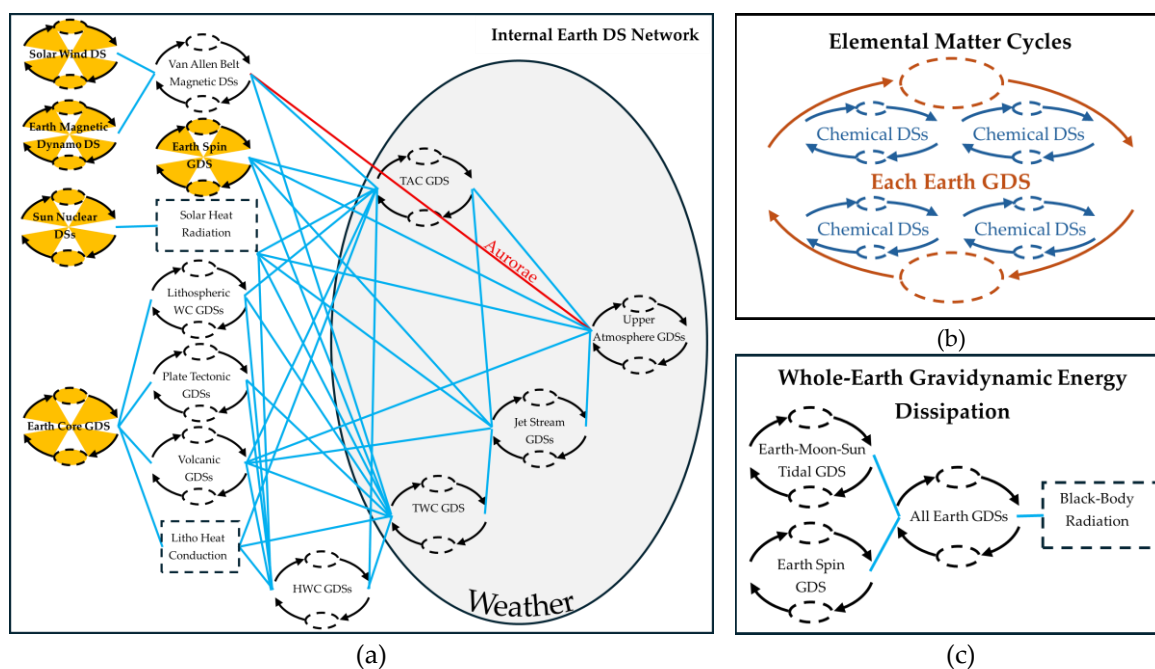 Internal Earth DS Network
Solar Wind DS
Van Allen Belt
Magnetic DSs
Earth Magnetic
Dynamo DS
Earth Spin
GDS
TAC GDS
Sun Nuclear
DSs
Solar Heat
Radiation
Aurorae
Lithospheric
WC GDSs
Upper
Atmosphere GDSs
Plate Tectonic
GDSs
Earth Core GDS
Jet Stream
GDSs
Volcanic
GDSs
TWC GDS
Litho Heat
Conduction
HWC GDSs
Weather
(a)
Elemental Matter Cycles
Chemical DSs
Chemical DSs
Each Earth GDS
Chemical DSs
Chemical DSs
(b)
Whole-Earth Gravidynamic Energy
Dissipation
Earth-Moon-Sun
Tidal GDS
All Earth GDSs
Black-Body
Radiation
Earth Spin
GDS
(c)